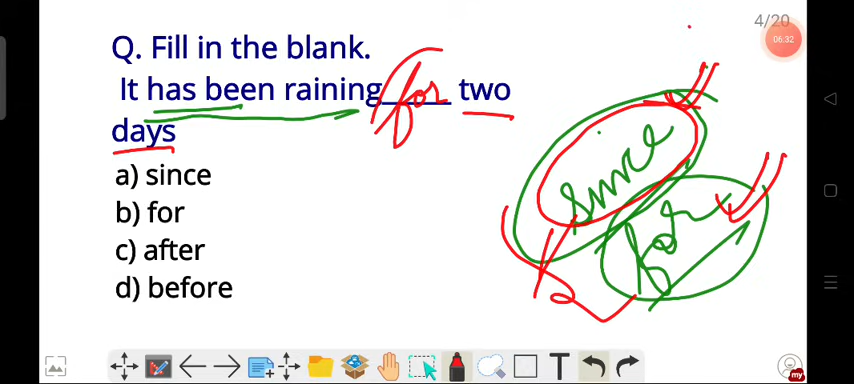 4/20
06:32
Q. Fill in the blank.
It has been raining for two
days
a) since
b) for
c) after
d) before
since
for
T
my